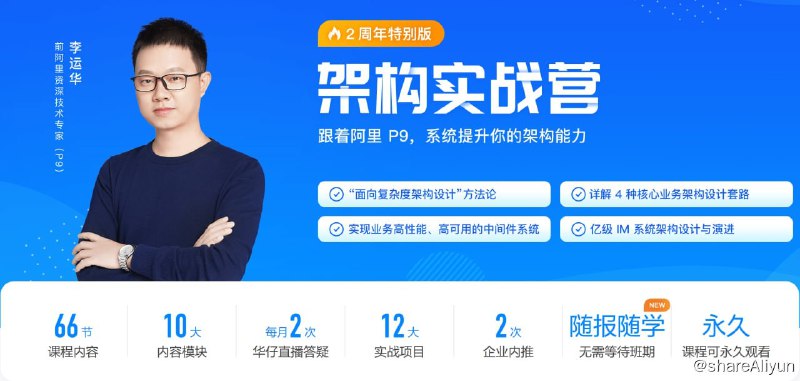 2 周年特别版
架构实战营
跟着阿里 P9，系统提升你的架构能力
李运华
前阿里资深技术专家（P9）
“面向复杂度架构设计”方法论
详解 4 种核心业务架构设计套路
实现业务高性能、高可用的中间件系统
亿级 IM 系统架构设计与演进
66 节
课程内容
10 大
内容模块
每月 2 次
华仔直播答疑
12 大
实战项目
2 次
企业内推
NEW
随报随学
无需等待班期
永久
课程可永久观看
@shareAliyun